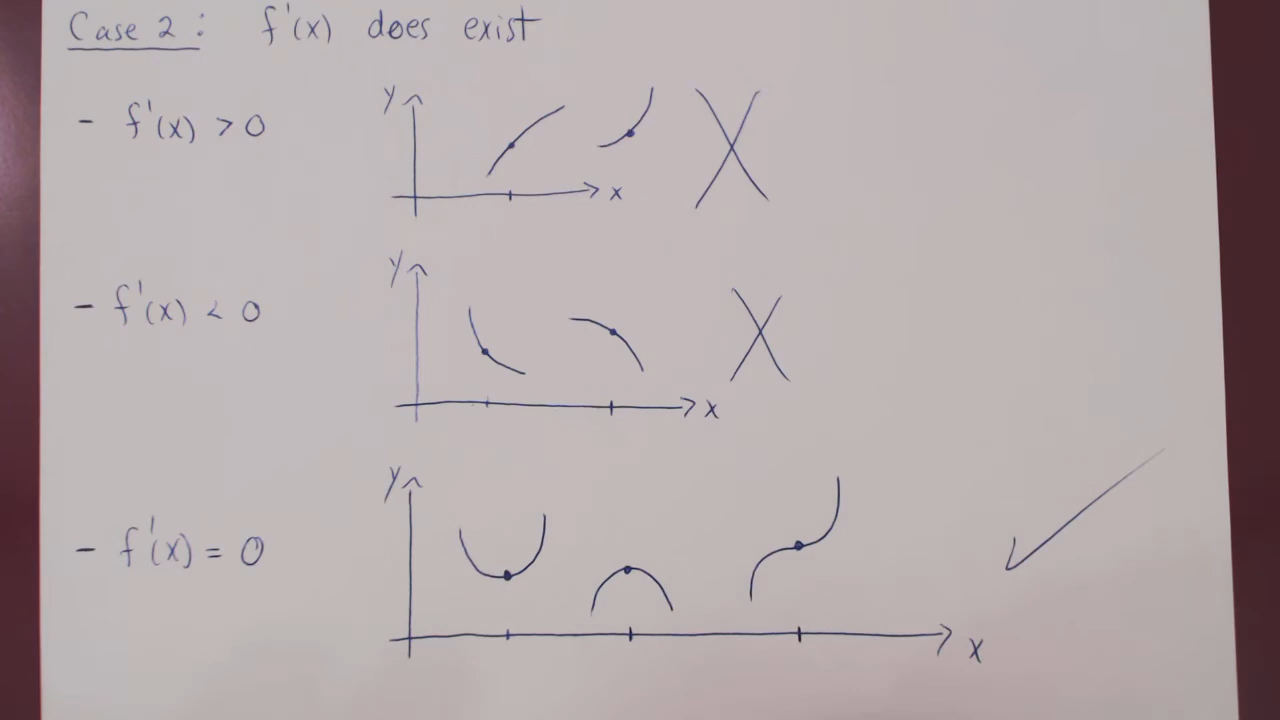 Case 2: f'(x) does exist
y
- f'(x) > 0
x
y
- f'(x) < 0
x
y
- f'(x) = 0
x